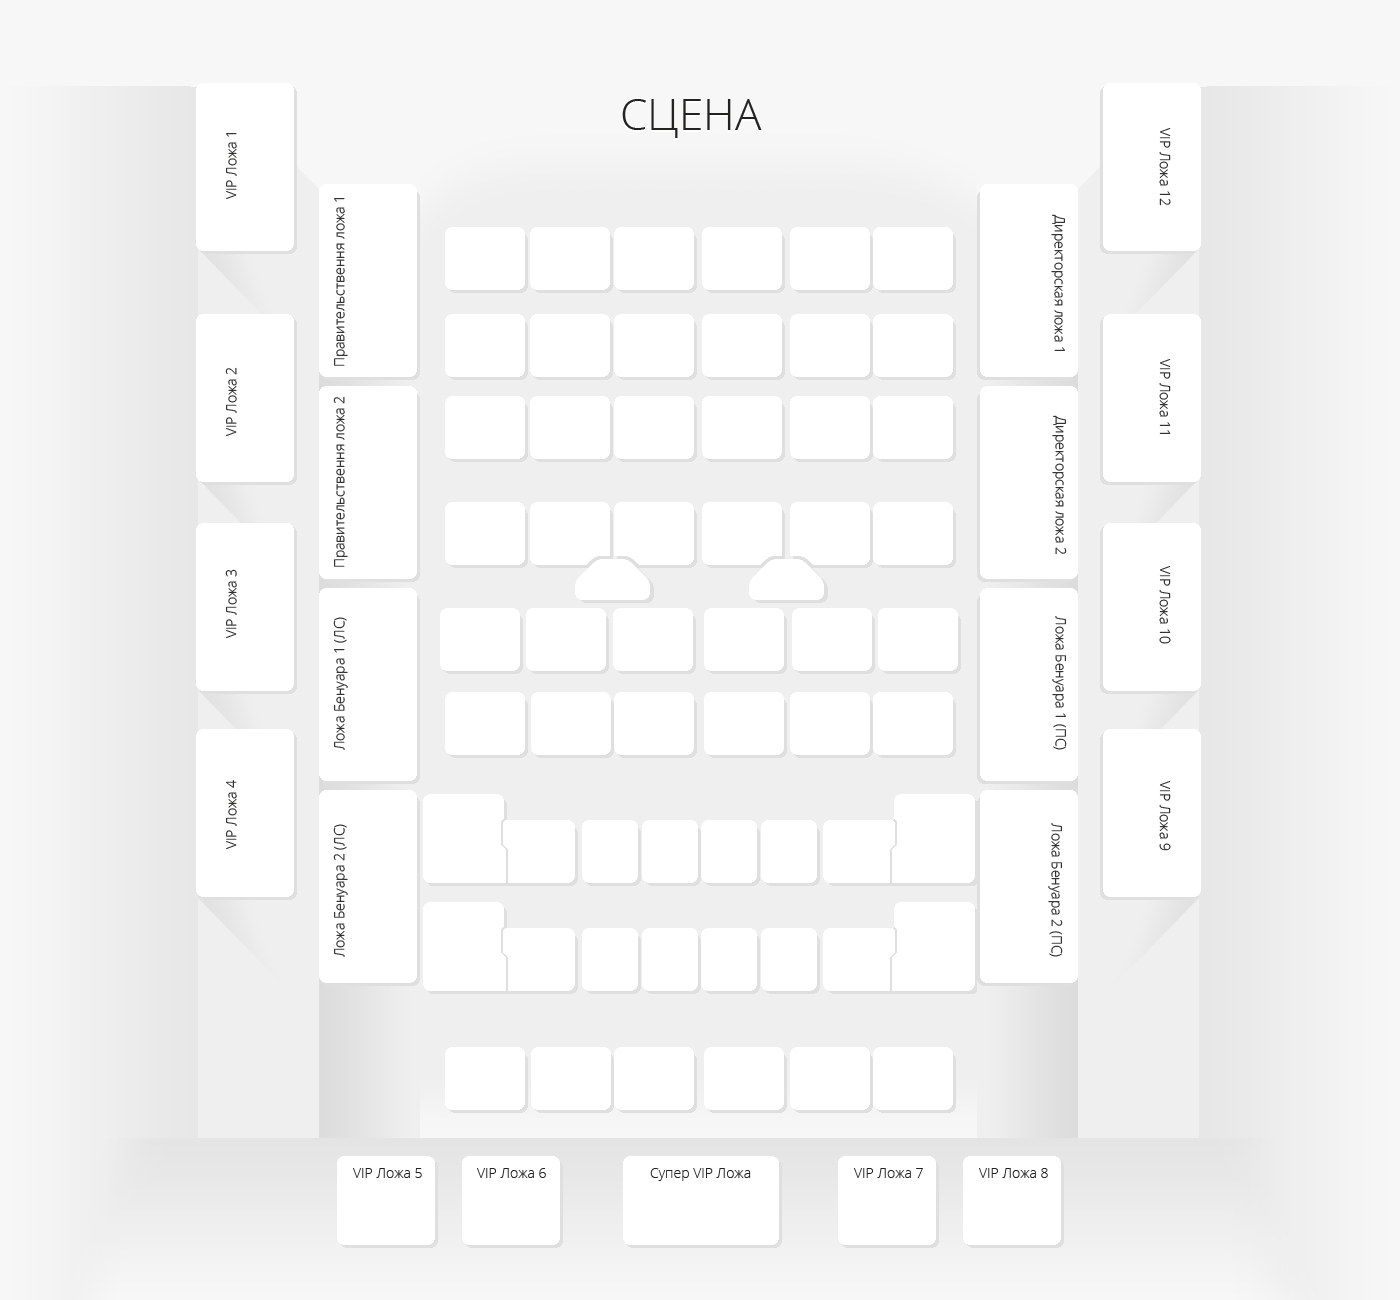 СЦЕНА
VIP Ложа 1
VIP Ложа 12
Правительствення ложа 1
Директорская ложа 1
VIP Ложа 2
VIP Ложа 11
Правительствення ложа 2
Директорская ложа 2
VIP Ложа 3
VIP Ложа 10
Ложа Бенуара 1 (ЛС)
Ложа Бенуара 1 (ПС)
VIP Ложа 4
VIP Ложа 9
Ложа Бенуара 2 (ЛС)
Ложа Бенуара 2 (ПС)
VIP Ложа 5
VIP Ложа 6
Супер VIP Ложа
VIP Ложа 7
VIP Ложа 8